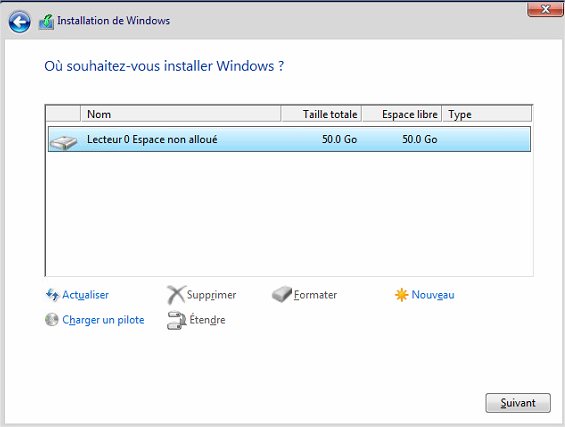 Installation de Windows
Où souhaitez-vous installer Windows ?
Nom Taille totale Espace libre Type
Lecteur 0 Espace non alloué 50.0 Go 50.0 Go
Actualiser Supprimer Formater Nouveau
Charger un pilote Étendre
Suivant